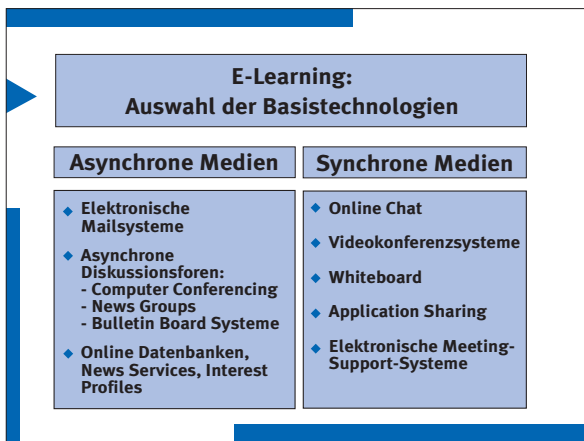 E-Learning:
Auswahl der Basistechnologien
Asynchrone Medien
Elektronische
Mailsysteme
Asynchrone
Diskussionsforen:
- Computer Conferencing
- News Groups
- Bulletin Board Systeme
Online Datenbanken,
News Services, Interest
Profiles
Synchrone Medien
Online Chat
Videokonferenzsysteme
Whiteboard
Application Sharing
Elektronische Meeting-
Support-Systeme